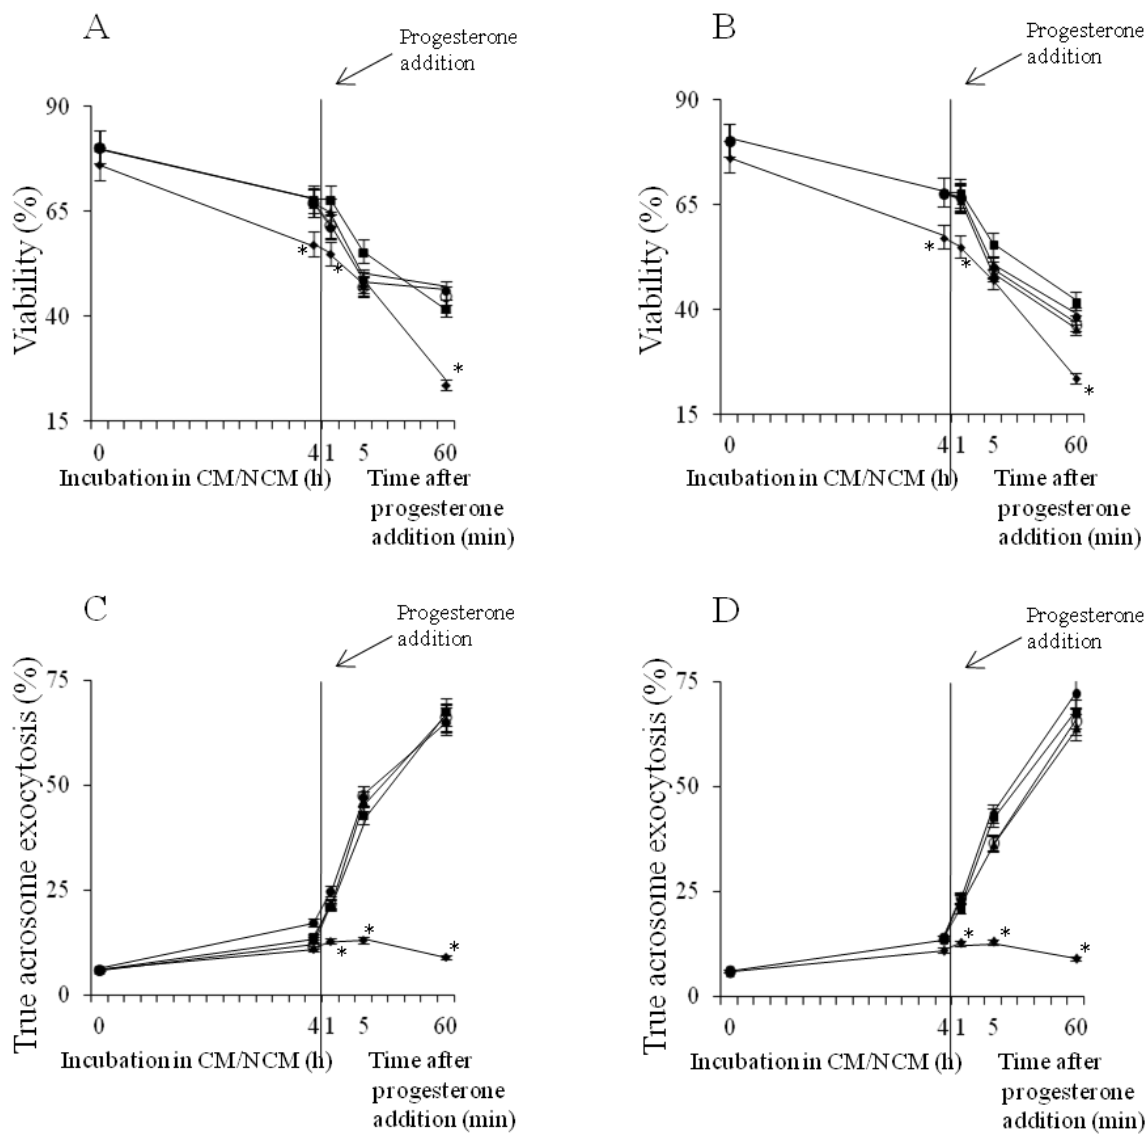 A
Progesterone
addition
Viability (%)
90
65
40
15
*
*
*
0
4
1
5
60
Incubation in CM/NCM (h)
Time after
progesterone
addition (min)
B
Progesterone
addition
Viability (%)
90
65
40
15
*
*
*
0
4
1
5
60
Incubation in CM/NCM (h)
Time after
progesterone
addition (min)
C
Progesterone
addition
True acrosome exocytosis (%)
75
50
25
0
*
*
*
0
4
1
5
60
Incubation in CM/NCM (h)
Time after
progesterone
addition (min)
D
Progesterone
addition
True acrosome exocytosis (%)
75
50
25
0
*
*
*
0
4
1
5
60
Incubation in CM/NCM (h)
Time after
progesterone
addition (min)